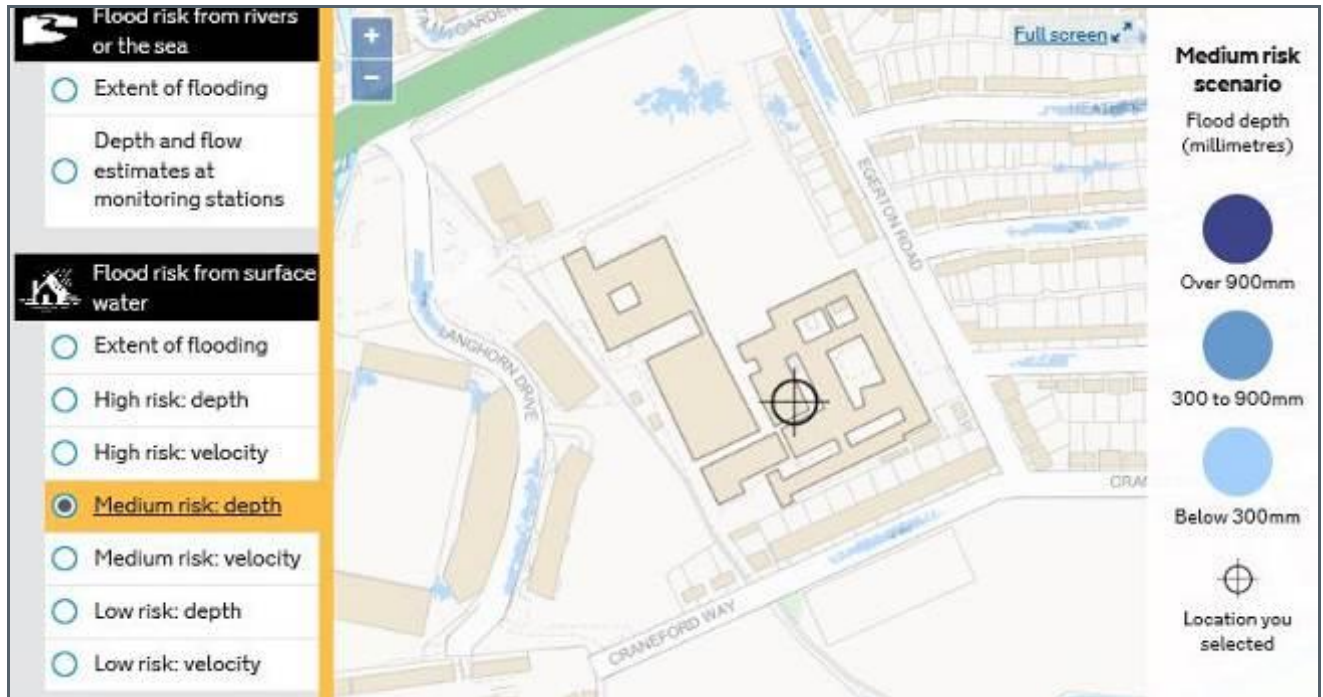 Flood risk from rivers
or the sea
Extent of flooding
Depth and flow
estimates at
monitoring stations
Flood risk from surface
water
Extent of flooding
High risk: depth
High risk: velocity
Medium risk: depth
Medium risk: velocity
Low risk: depth
Low risk: velocity
+
−
GARDENS
Full screen
EGERTON ROAD
LANGHORN DRIVE
CRANEFORD WAY
CRA
Medium risk
scenario
Flood depth
(millimetres)
Over 900mm
300 to 900mm
Below 300mm
Location you
selected